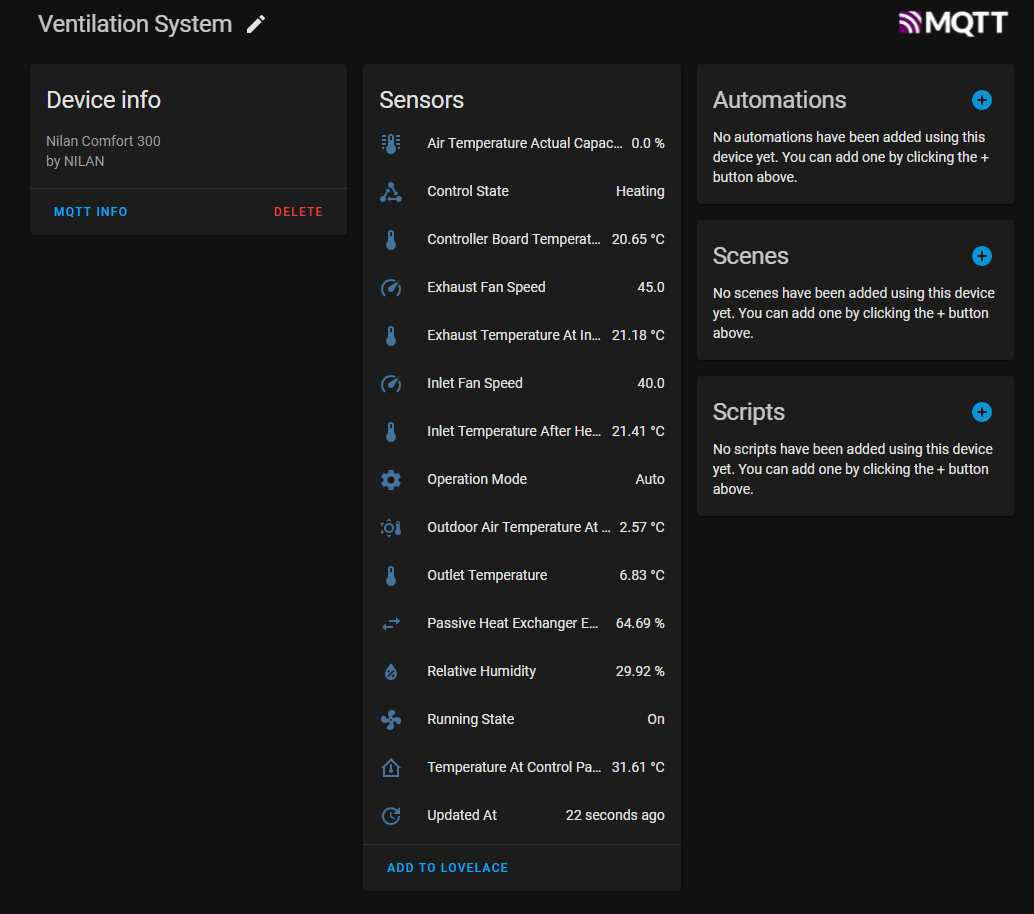 Ventilation System
MQTT
Device info
Nilan Comfort 300
by NILAN
MQTT INFO
DELETE
Sensors
Air Temperature Actual Capac... 0.0 %
Control State Heating
Controller Board Temperat... 20.65 °C
Exhaust Fan Speed 45.0
Exhaust Temperature At In... 21.18 °C
Inlet Fan Speed 40.0
Inlet Temperature After He... 21.41 °C
Operation Mode Auto
Outdoor Air Temperature At ... 2.57 °C
Outlet Temperature 6.83 °C
Passive Heat Exchanger E... 64.69 %
Relative Humidity 29.92 %
Running State On
Temperature At Control Pa... 31.61 °C
Updated At 22 seconds ago
ADD TO LOVELACE
Automations
No automations have been added using this
device yet. You can add one by clicking the +
button above.
Scenes
No scenes have been added using this device
yet. You can add one by clicking the + button
above.
Scripts
No scripts have been added using this device
yet. You can add one by clicking the + button
above.